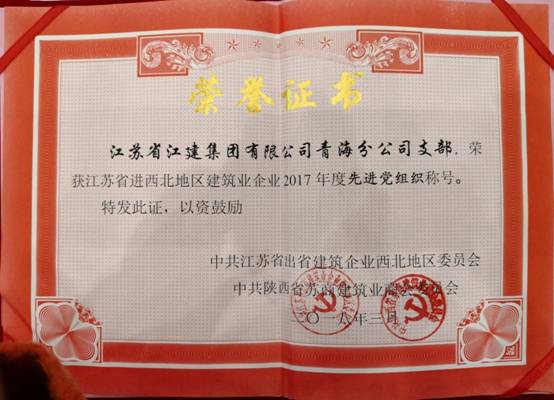 荣誉证书
江苏省江建集团有限公司青海分公司支部，荣
获江苏省进西北地区建筑业企业2017年度先进党组织称号。
特发此证，以资鼓励
中共江苏省出省建筑企业西北地区委员会
中共陕西省苏商建筑业商会委员会
二〇一八年三月